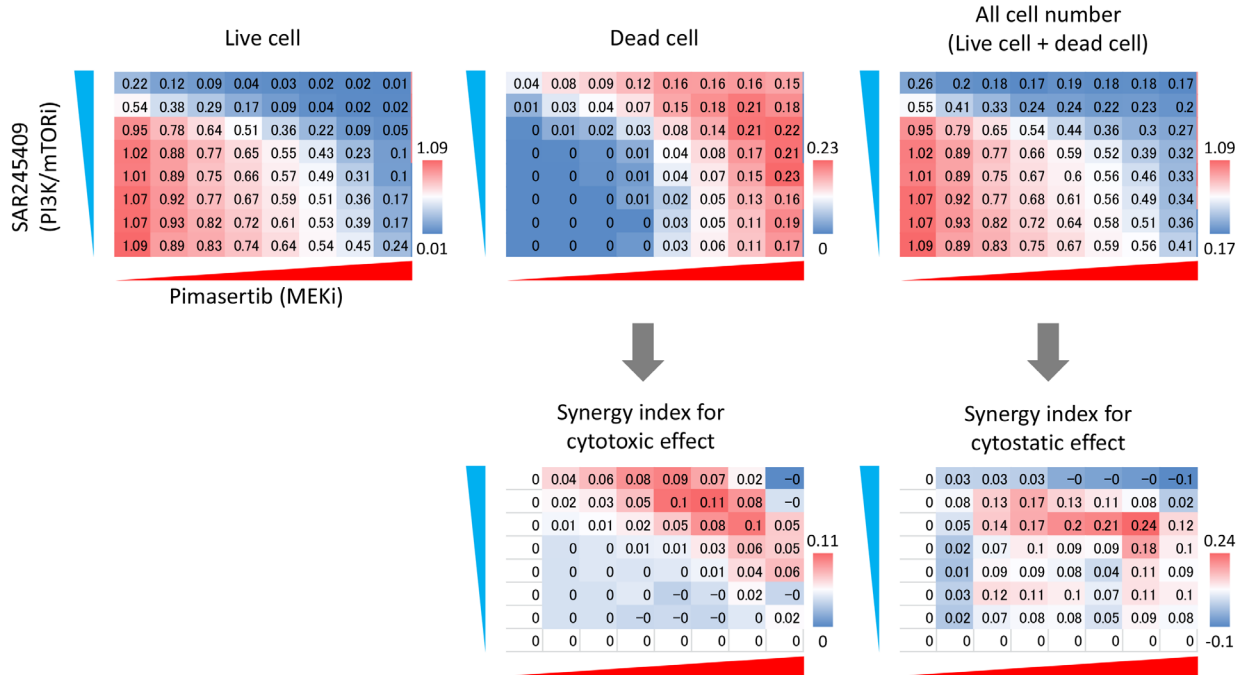 Live cell
Dead cell
All cell number
(Live cell + dead cell)
SAR245409
(PI3K/mTORi)
0.22 0.12 0.09 0.04 0.03 0.02 0.02 0.01
0.54 0.38 0.29 0.17 0.09 0.04 0.02 0.02
0.95 0.78 0.64 0.51 0.36 0.22 0.09 0.05
1.02 0.88 0.77 0.65 0.55 0.43 0.23 0.1
1.01 0.89 0.75 0.66 0.57 0.49 0.31 0.1
1.07 0.92 0.77 0.67 0.59 0.51 0.36 0.17
1.07 0.93 0.82 0.72 0.61 0.53 0.39 0.17
1.09 0.89 0.83 0.74 0.64 0.54 0.45 0.24
1.09
0.01
Pimasertib (MEKi)
0.04 0.08 0.09 0.12 0.16 0.16 0.16 0.15
0.01 0.03 0.04 0.07 0.15 0.18 0.21 0.18
0 0.01 0.02 0.03 0.08 0.14 0.21 0.22
0 0 0 0.01 0.04 0.08 0.17 0.21
0 0 0 0.01 0.04 0.07 0.15 0.23
0 0 0 0.01 0.02 0.05 0.13 0.16
0 0 0 0 0.03 0.05 0.11 0.19
0 0 0 0 0.03 0.06 0.11 0.17
0.23
0
0.26 0.2 0.18 0.17 0.19 0.18 0.18 0.17
0.55 0.41 0.33 0.24 0.24 0.22 0.23 0.2
0.95 0.79 0.65 0.54 0.44 0.36 0.3 0.27
1.02 0.89 0.77 0.66 0.59 0.52 0.39 0.32
1.01 0.89 0.75 0.67 0.6 0.56 0.46 0.33
1.07 0.92 0.77 0.68 0.61 0.56 0.49 0.34
1.07 0.93 0.82 0.72 0.64 0.58 0.51 0.36
1.09 0.89 0.83 0.75 0.67 0.59 0.56 0.41
1.09
0.17
Synergy index for
cytotoxic effect
0 0.04 0.06 0.08 0.09 0.07 0.02 −0
0 0.02 0.03 0.05 0.1 0.11 0.08 −0
0 0.01 0.01 0.02 0.05 0.08 0.1 0.05
0 0 0 0.01 0.01 0.03 0.06 0.05
0 0 0 0 0 0.01 0.04 0.06
0 0 0 0 −0 −0 0.02 −0
0 0 0 −0 −0 −0 0 0.02
0 0 0 0 0 0 0 0
0.11
0
Synergy index for
cytostatic effect
0 0.03 0.03 0.03 −0 −0 −0 −0.1
0 0.08 0.13 0.17 0.13 0.11 0.08 0.02
0 0.05 0.14 0.17 0.2 0.21 0.24 0.12
0 0.02 0.07 0.1 0.09 0.09 0.18 0.1
0 0.01 0.09 0.09 0.08 0.04 0.11 0.09
0 0.03 0.12 0.11 0.1 0.07 0.11 0.1
0 0.02 0.07 0.08 0.08 0.05 0.09 0.08
0 0 0 0 0 0 0 0
0.24
-0.1